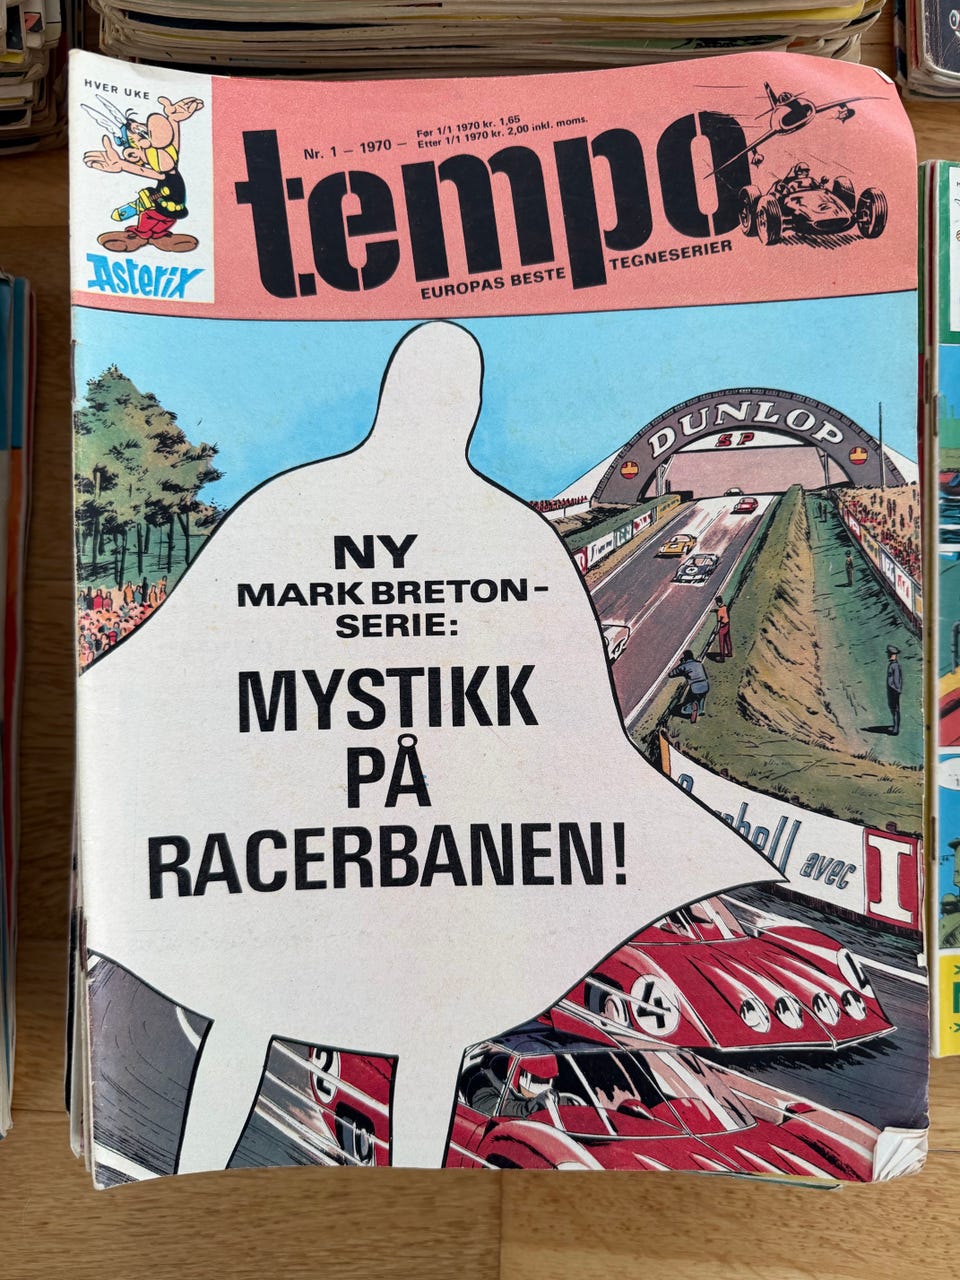 HVER UKE
Asterix
Nr. 1 – 1970 –
Før 1/1 1970 kr. 1,65
Etter 1/1 1970 kr. 2,00 inkl. moms.
tempo
EUROPAS BESTE TEGNESERIER
DUNLOP
SP
NY
MARK BRETON-
SERIE:
MYSTIKK
PÅ
RACERBANEN!
avec
4